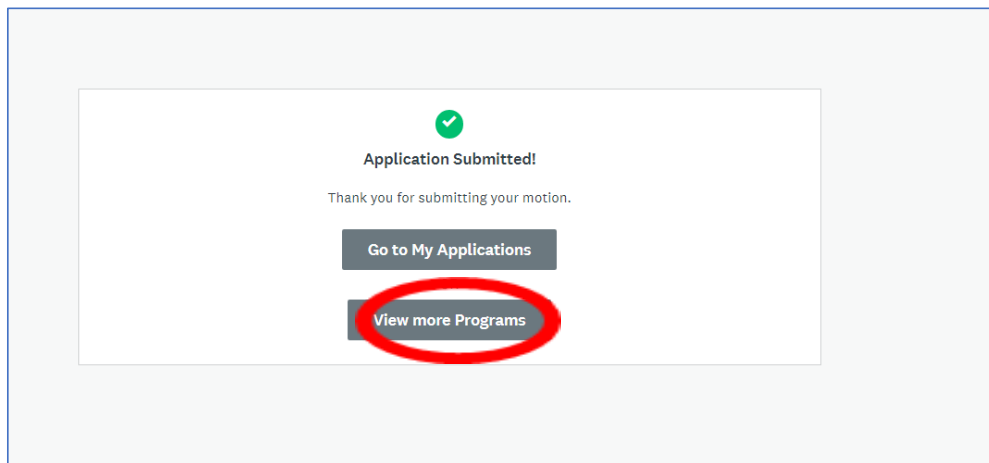 Application Submitted!
Thank you for submitting your motion.
Go to My Applications
View more Programs